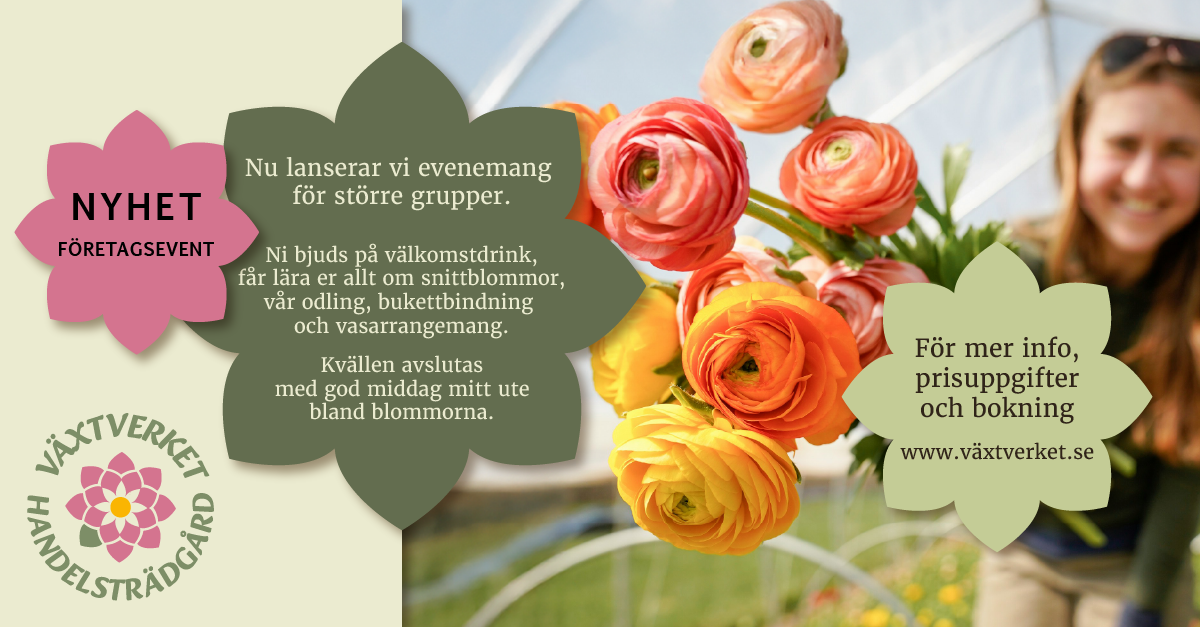 NYHET
FÖRETAGSEVENT
Nu lanserar vi evenemang
för större grupper.
Ni bjuds på välkomstdrink,
får lära er allt om snittblommor,
vår odling, bukettbindning
och vasarrangemang.
Kvällen avslutas
med god middag mitt ute
bland blommorna.
För mer info,
prisuppgifter
och bokning
www.växtverket.se
VÄXTVERKET
HANDELSTRÄDGÅRD